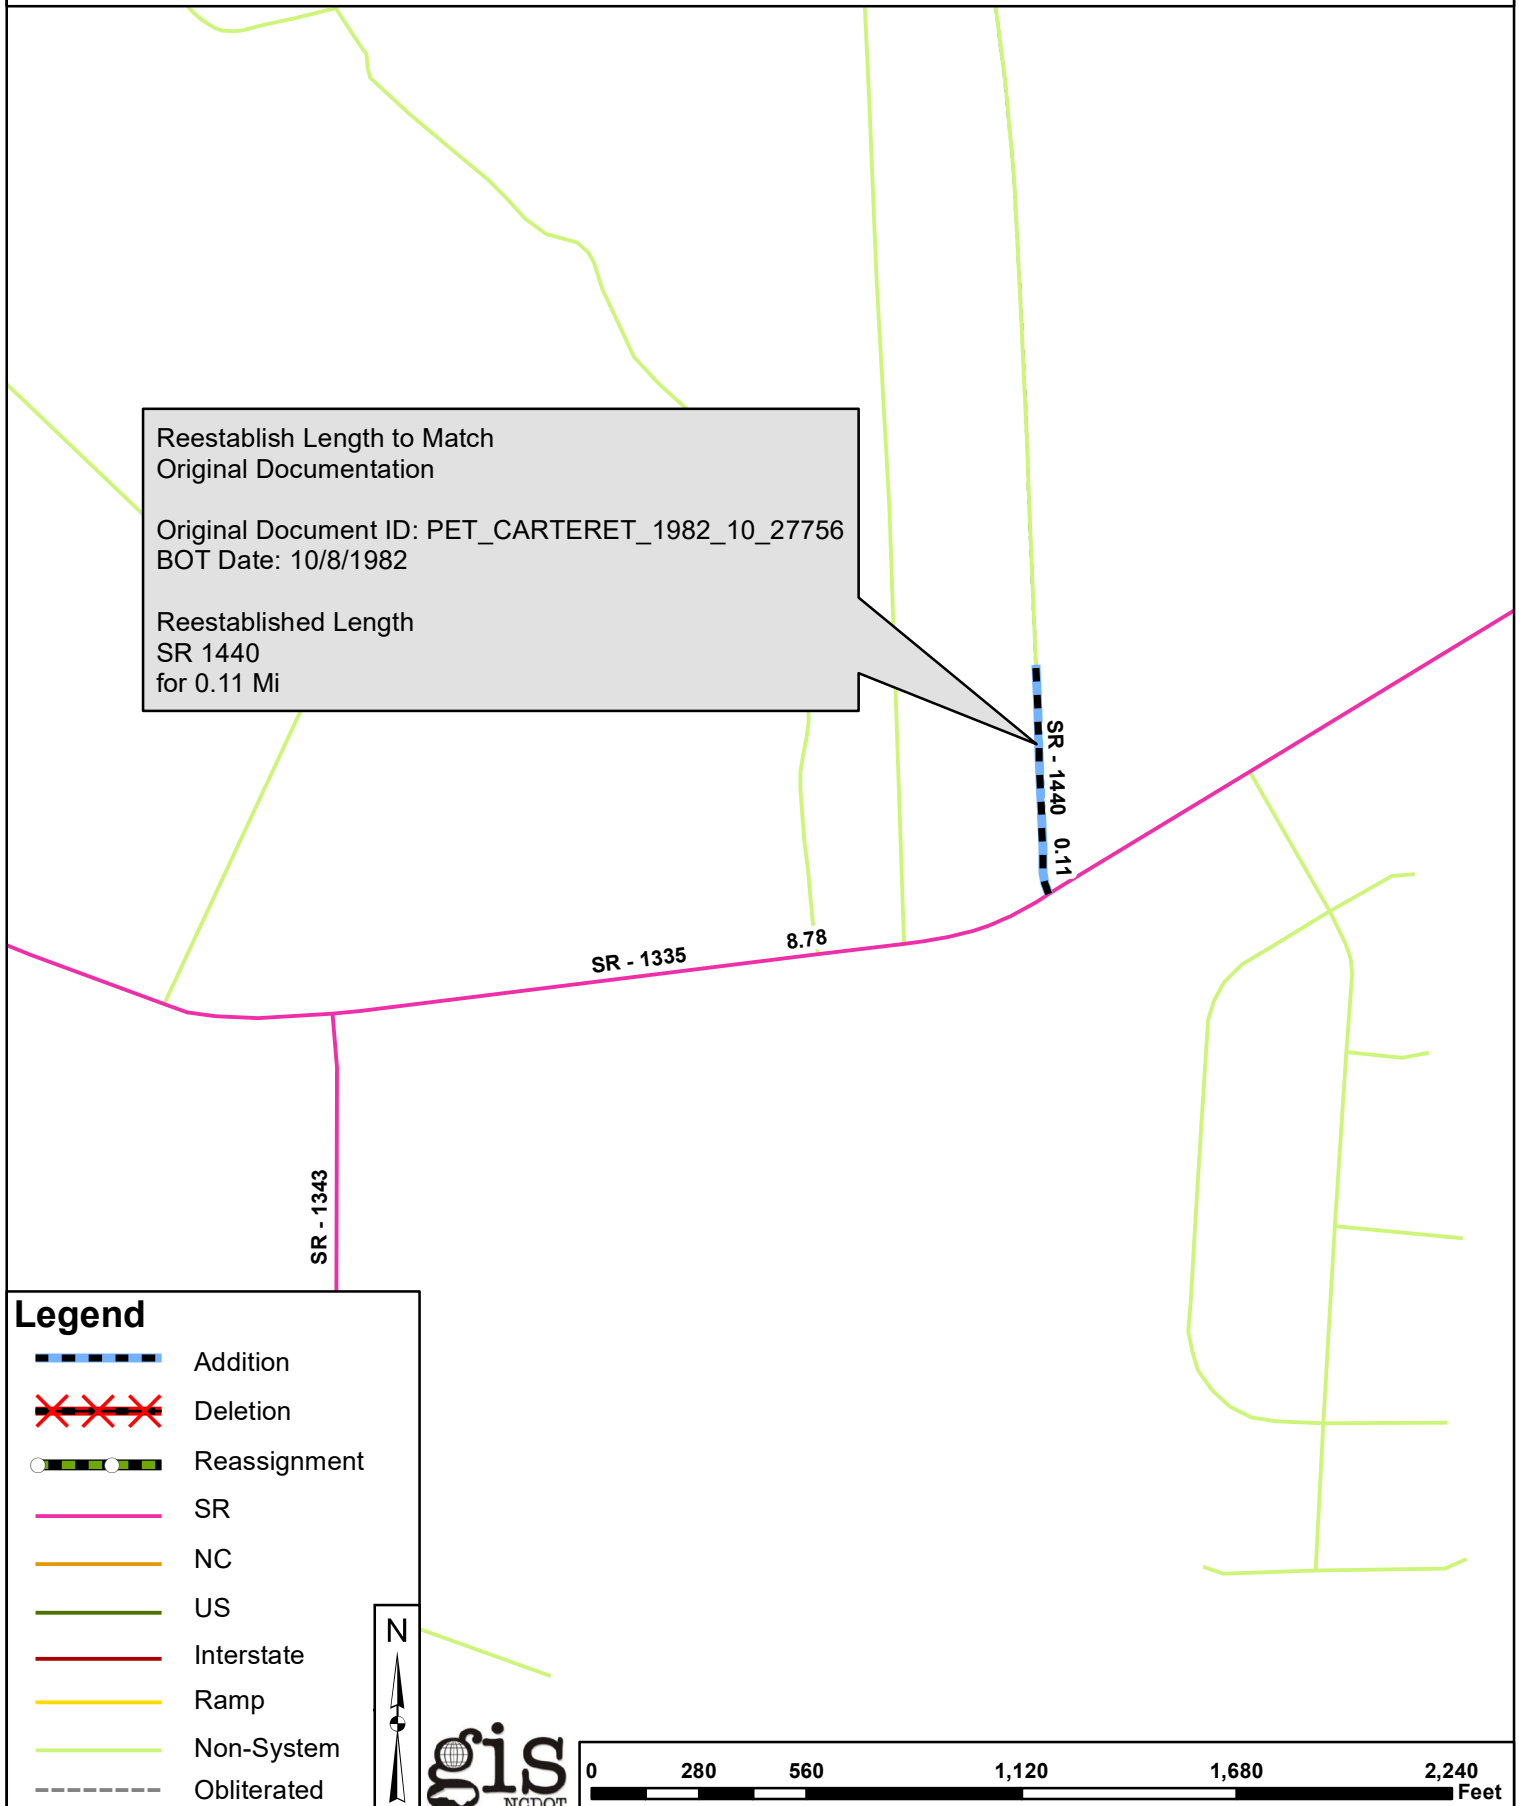 Reestablish Length to Match
Original Documentation
Original Document ID: PET_CARTERET_1982_10_27756
BOT Date: 10/8/1982
Reestablished Length
SR 1440
for 0.11 Mi
SR - 1440 0.11
8.78
SR - 1335
SR - 1343
Legend
Addition
Deletion
Reassignment
SR
NC
US
Interstate
Ramp
Non-System
Obliterated
N
gis
NCDOT
0 280 560 1,120 1,680 2,240
Feet